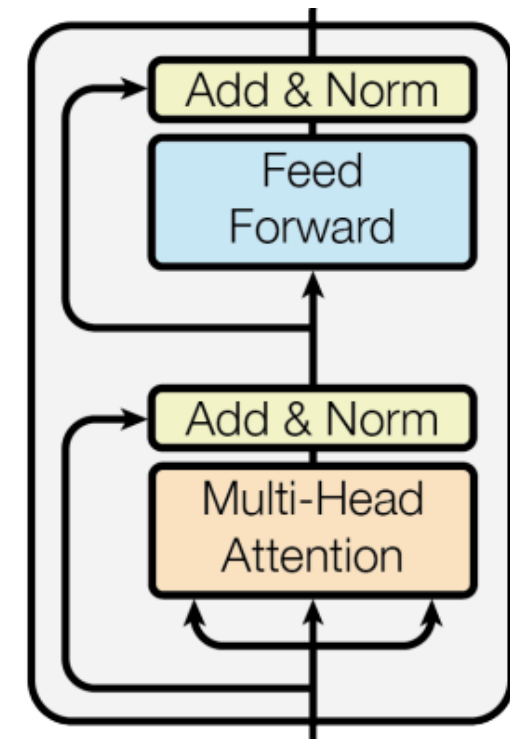 Add & Norm
Feed
Forward
Add & Norm
Multi-Head
Attention